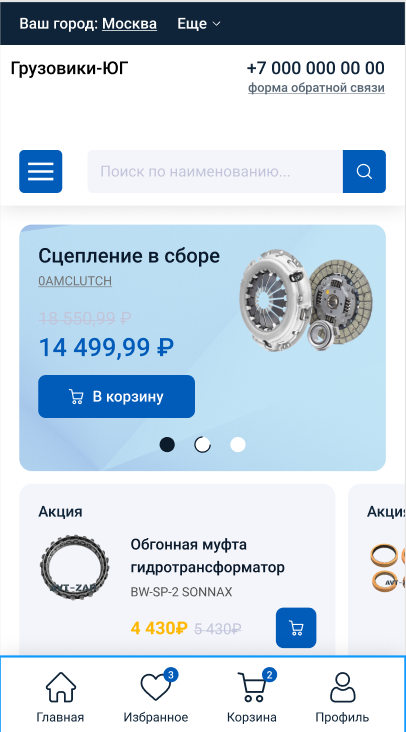 Ваш город: Москва Еще
Грузовики-ЮГ
+7 000 000 00 00
форма обратной связи
Поиск по наименованию...
Сцепление в сборе
0AMCLUTCH
18 550,99 ₽
14 499,99 ₽
В корзину
Акция
Обгонная муфта
гидротрансформатор
BW-SP-2 SONNAX
4 430₽ 5 430₽
Акция
3
2
Главная Избранное Корзина Профиль